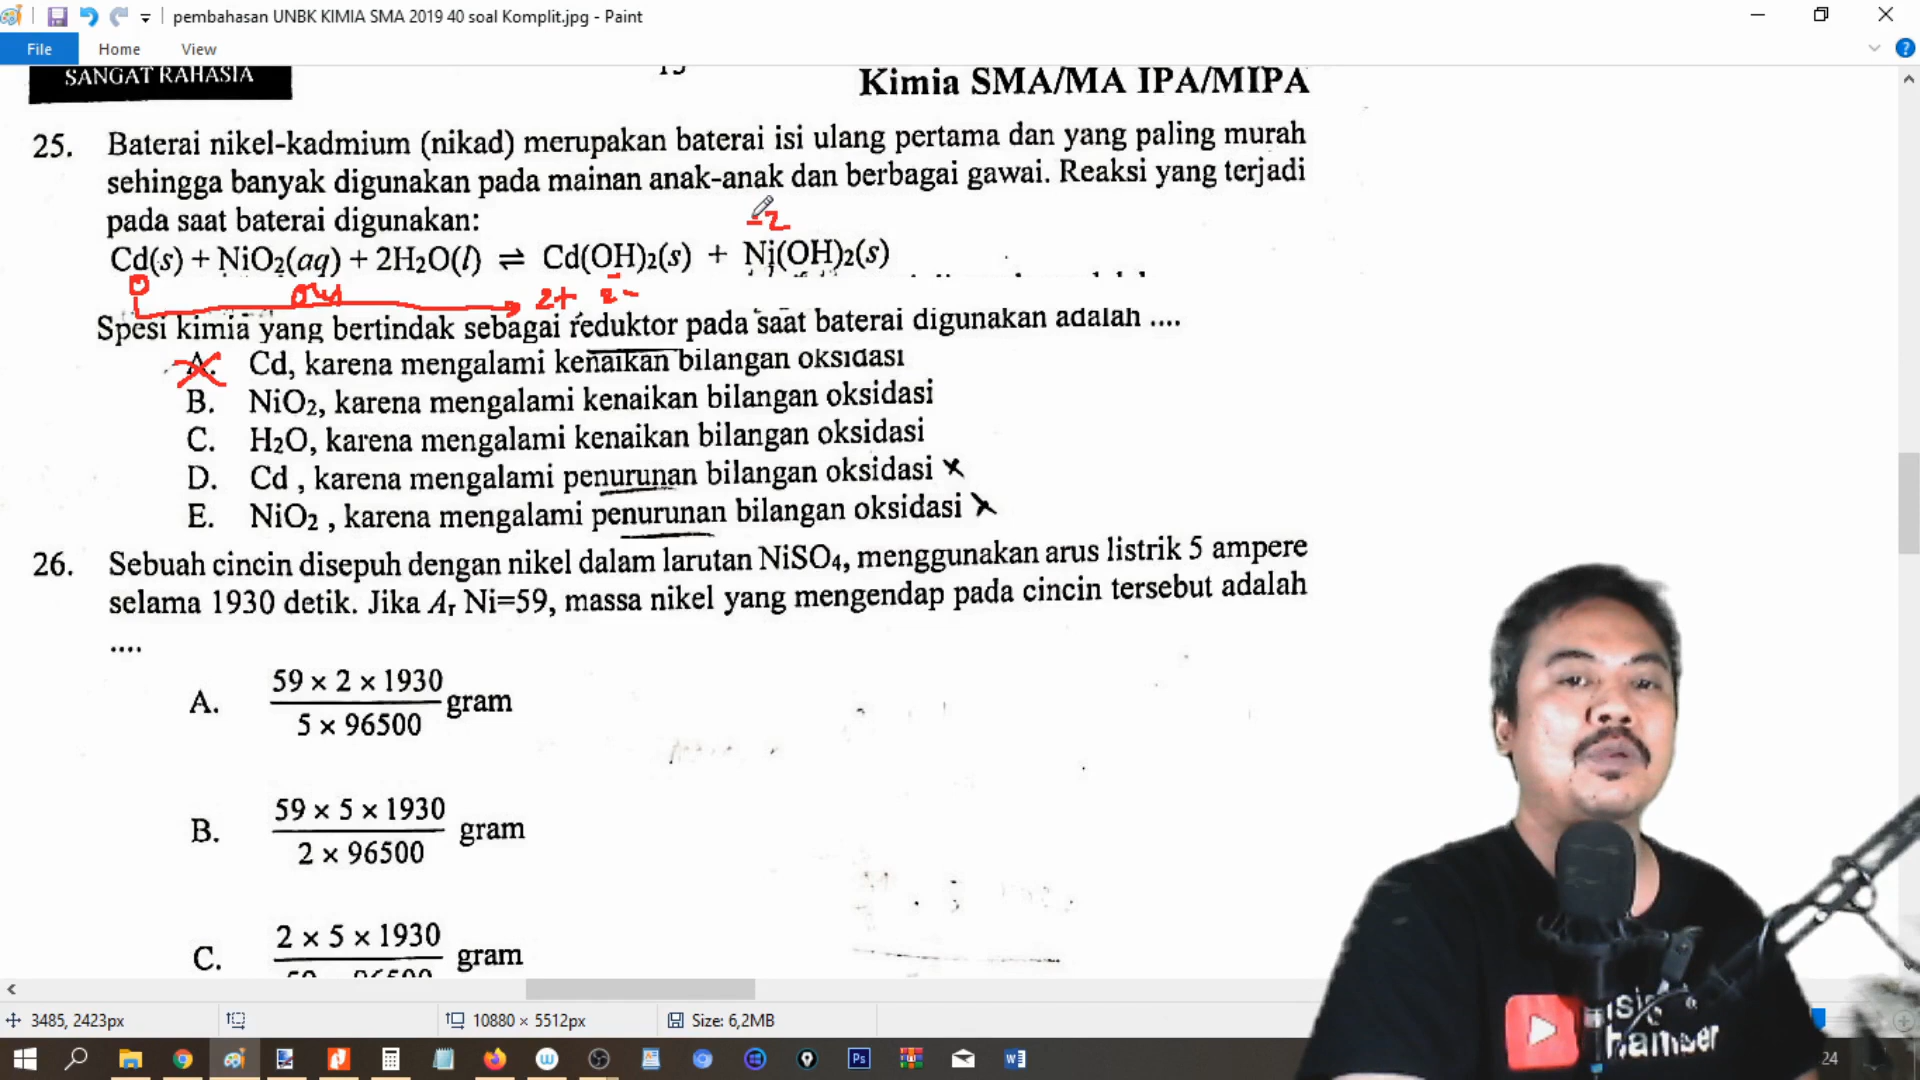 pembahasan UNBK KIMIA SMA 2019 40 soal Komplit.jpg - Paint
File Home View
SANGAT RAHASIA
Kimia SMA/MA IPA/MIPA
25. Baterai nikel-kadmium (nikad) merupakan baterai isi ulang pertama dan yang paling murah
sehingga banyak digunakan pada mainan anak-anak dan berbagai gawai. Reaksi yang terjadi
pada saat baterai digunakan:
-2
Cd(s) + NiO2(aq) + 2H2O(l) ⇌ Cd(OH)2(s) + Ni(OH)2(s)
0 2+ 2-
Spesi kimia yang bertindak sebagai reduktor pada saat baterai digunakan adalah ....
A. Cd, karena mengalami kenaikan bilangan oksidasi
B. NiO2, karena mengalami kenaikan bilangan oksidasi
C. H2O, karena mengalami kenaikan bilangan oksidasi
D. Cd , karena mengalami penurunan bilangan oksidasi x
E. NiO2 , karena mengalami penurunan bilangan oksidasi x
26. Sebuah cincin disepuh dengan nikel dalam larutan NiSO4, menggunakan arus listrik 5 ampere
selama 1930 detik. Jika Ar Ni=59, massa nikel yang mengendap pada cincin tersebut adalah
....
59 × 2 × 1930
A. gram
5 × 96500
59 × 5 × 1930
B. gram
2 × 96500
2 × 5 × 1930
C. gram
3485, 2423px 10880 × 5512px Size: 6,2MB
24